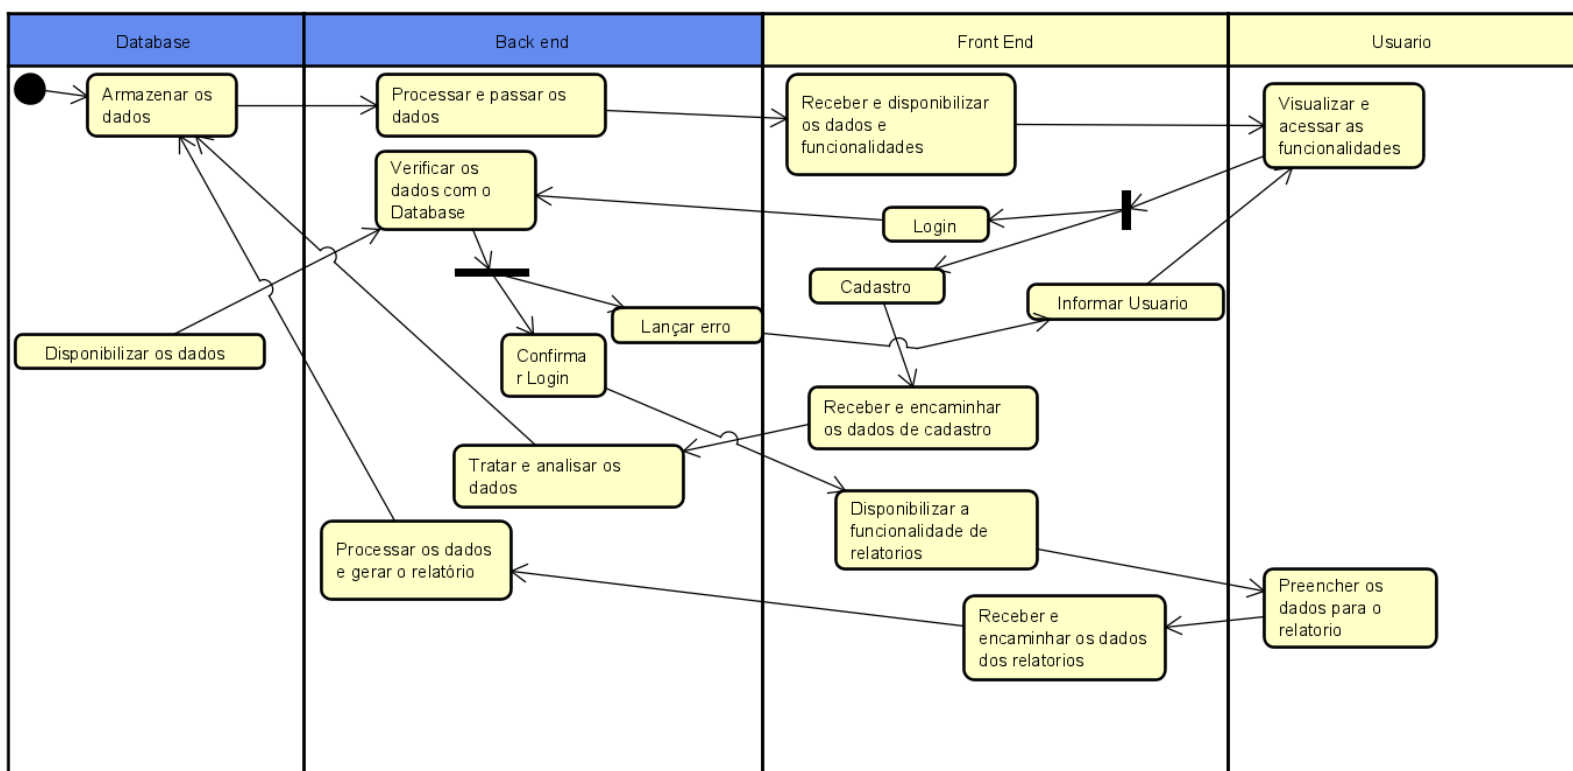 Database
Back end
Front End
Usuario
Armazenar os
dados
Processar e passar os
dados
Receber e disponibilizar
os dados e
funcionalidades
Visualizar e
acessar as
funcionalidades
Verificar os
dados com o
Database
Login
Cadastro
Informar Usuario
Lançar erro
Disponibilizar os dados
Confirma
r Login
Receber e encaminhar
os dados de cadastro
Tratar e analisar os
dados
Disponibilizar a
funcionalidade de
relatorios
Processar os dados
e gerar o relatório
Preencher os
dados para o
relatorio
Receber e
encaminhar os dados
dos relatorios